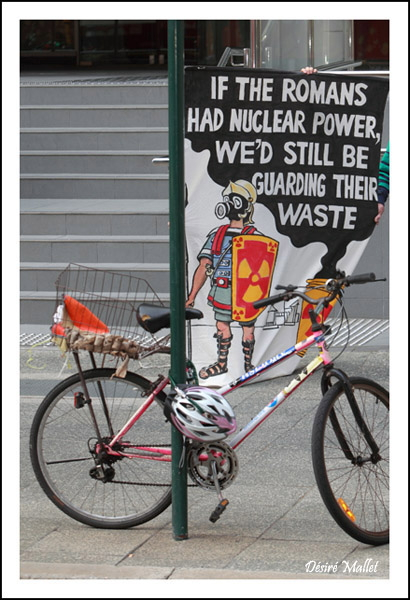 IF THE ROMANS
HAD NUCLEAR POWER,
WE'D STILL BE
GUARDING THEIR
WASTE
Désiré Mallet